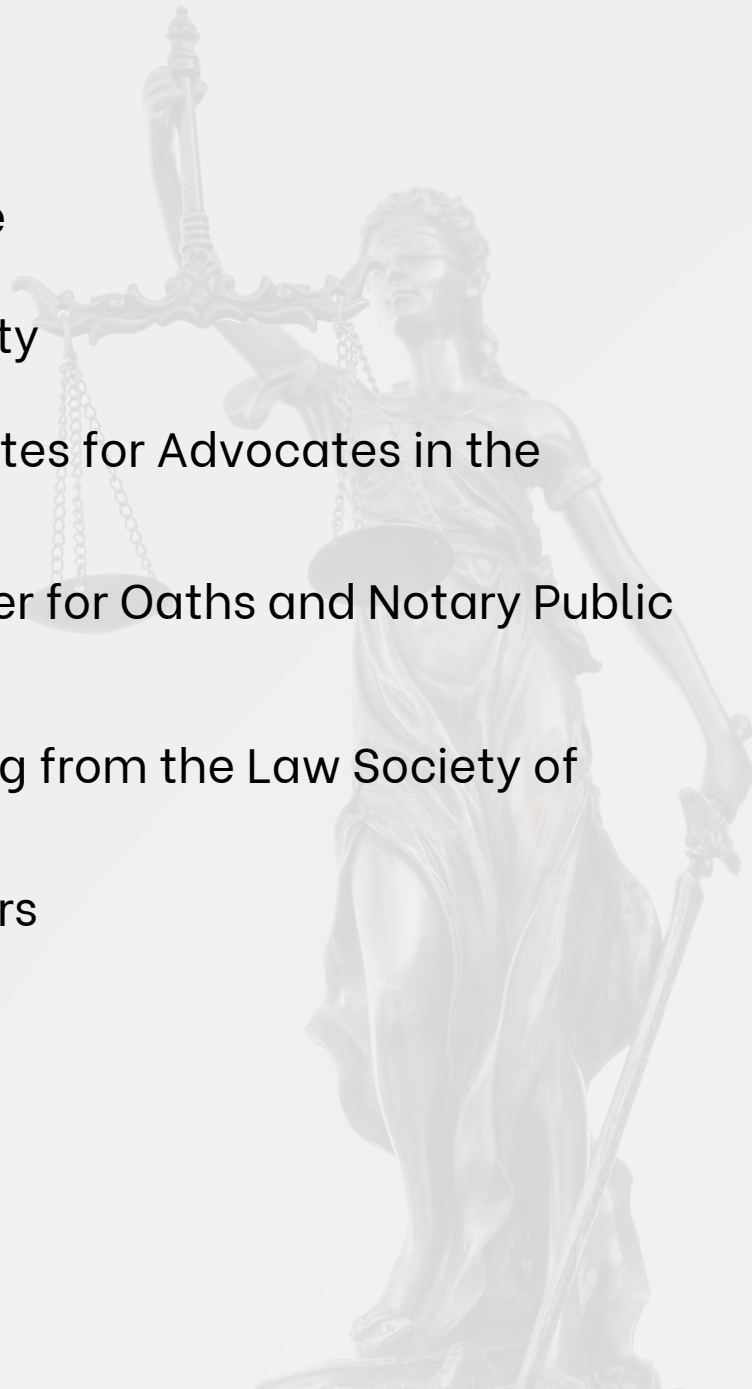 e
ty
tes for Advocates in the
er for Oaths and Notary Public
g from the Law Society of
rs